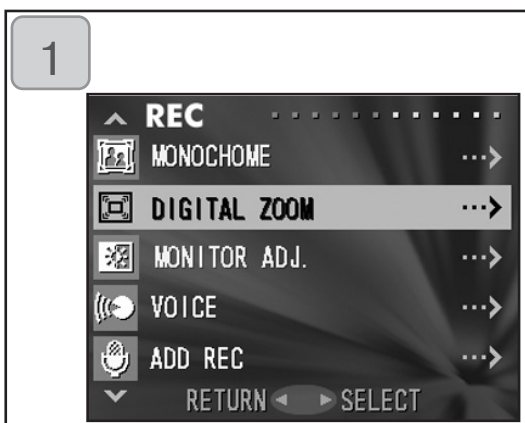 1
REC
MONOCHOME
DIGITAL ZOOM
MONITOR ADJ.
VOICE
ADD REC
RETURN SELECT